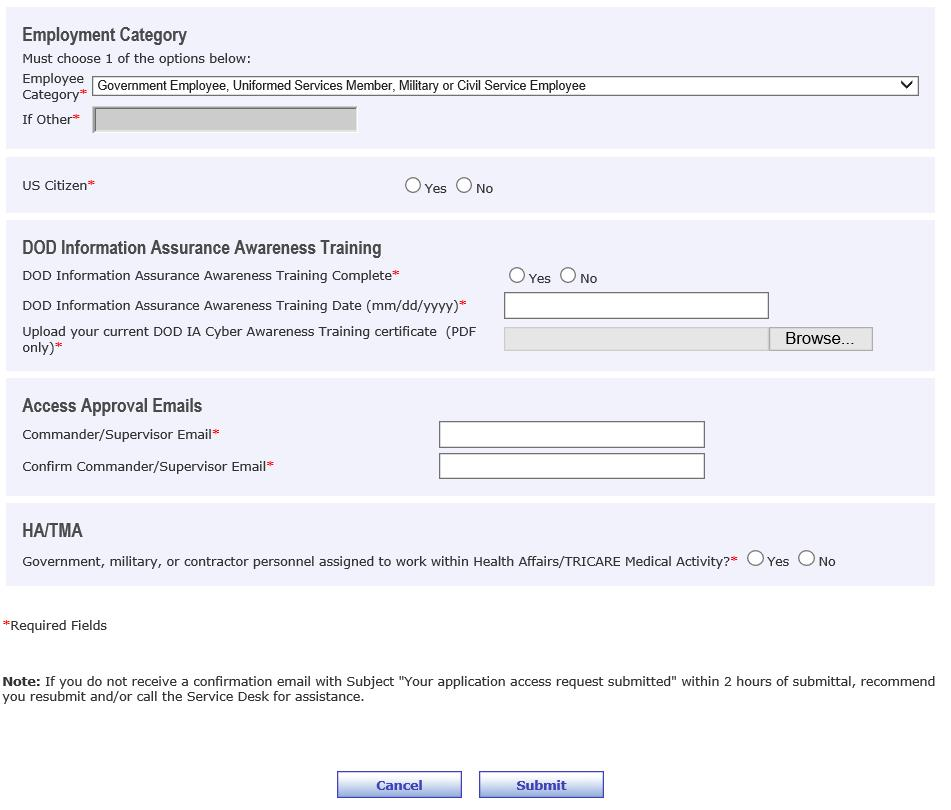 Employment Category
Must choose 1 of the options below:
Employee
Category*
Government Employee, Uniformed Services Member, Military or Civil Service Employee
If Other*
US Citizen*
Yes No
DOD Information Assurance Awareness Training
DOD Information Assurance Awareness Training Complete*
Yes No
DOD Information Assurance Awareness Training Date (mm/dd/yyyy)*
Upload your current DOD IA Cyber Awareness Training certificate (PDF
only)*
Browse...
Access Approval Emails
Commander/Supervisor Email*
Confirm Commander/Supervisor Email*
HA/TMA
Government, military, or contractor personnel assigned to work within Health Affairs/TRICARE Medical Activity?* Yes No
*Required Fields
Note: If you do not receive a confirmation email with Subject "Your application access request submitted" within 2 hours of submittal, recommend
you resubmit and/or call the Service Desk for assistance.
Cancel Submit